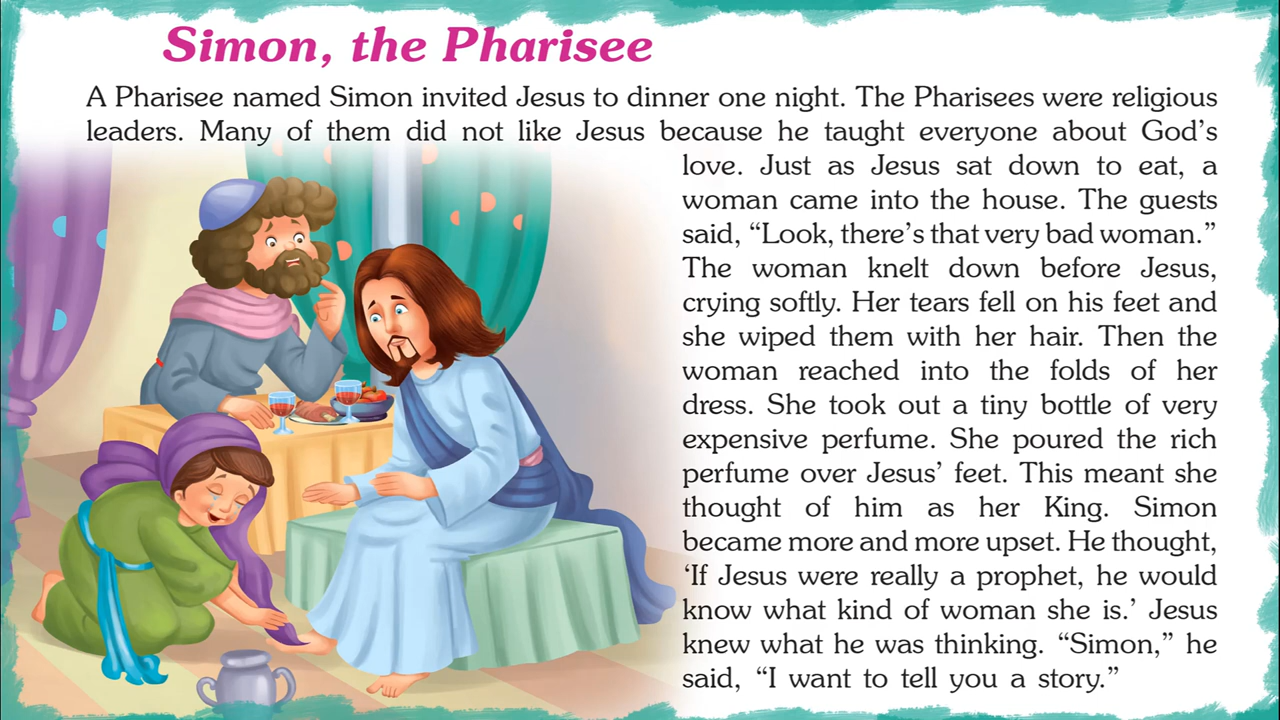 Simon, the Pharisee
A Pharisee named Simon invited Jesus to dinner one night. The Pharisees were religious
leaders. Many of them did not like Jesus because he taught everyone about God’s
love. Just as Jesus sat down to eat, a
woman came into the house. The guests
said, “Look, there’s that very bad woman.”
The woman knelt down before Jesus,
crying softly. Her tears fell on his feet and
she wiped them with her hair. Then the
woman reached into the folds of her
dress. She took out a tiny bottle of very
expensive perfume. She poured the rich
perfume over Jesus’ feet. This meant she
thought of him as her King. Simon
became more and more upset. He thought,
‘If Jesus were really a prophet, he would
know what kind of woman she is.’ Jesus
knew what he was thinking. “Simon,” he
said, “I want to tell you a story.”